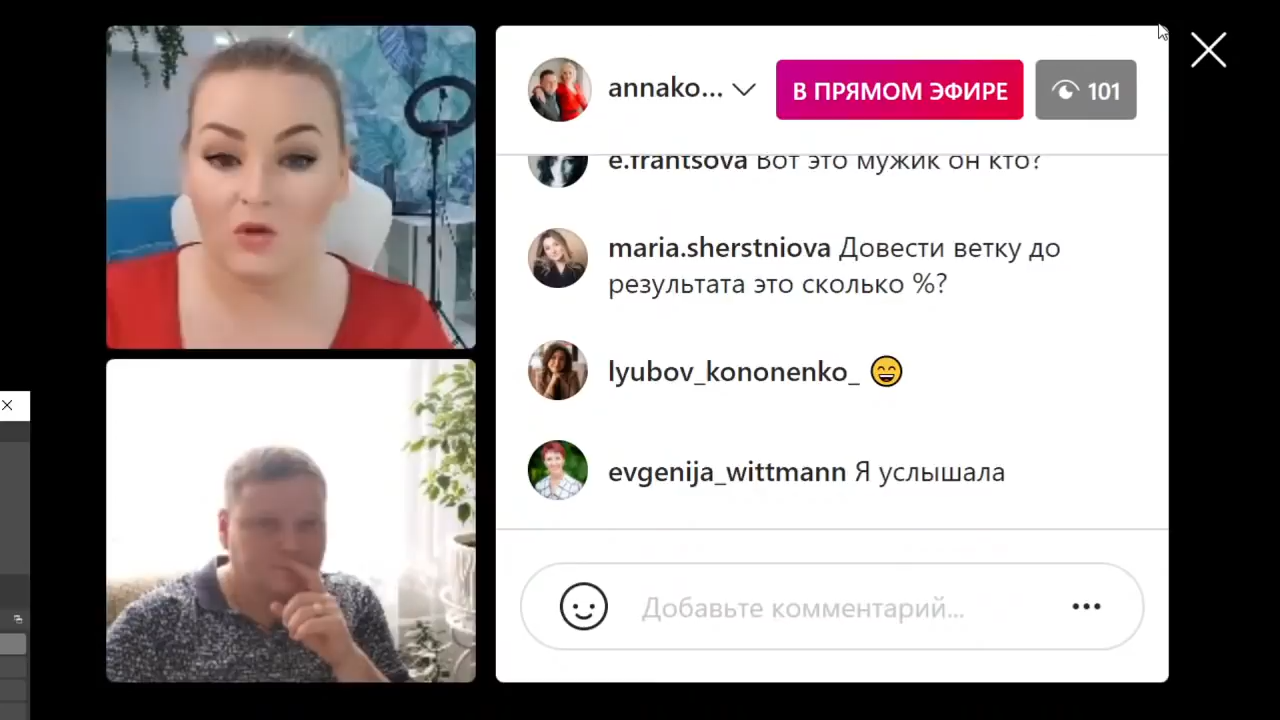 annako...
В ПРЯМОМ ЭФИРЕ
101
e.frantsova Вот это мужик он кто?
maria.sherstniova Довести ветку до
результата это сколько %?
lyubov_kononenko_ 😄
evgenija_wittmann Я услышала
Добавьте комментарий...